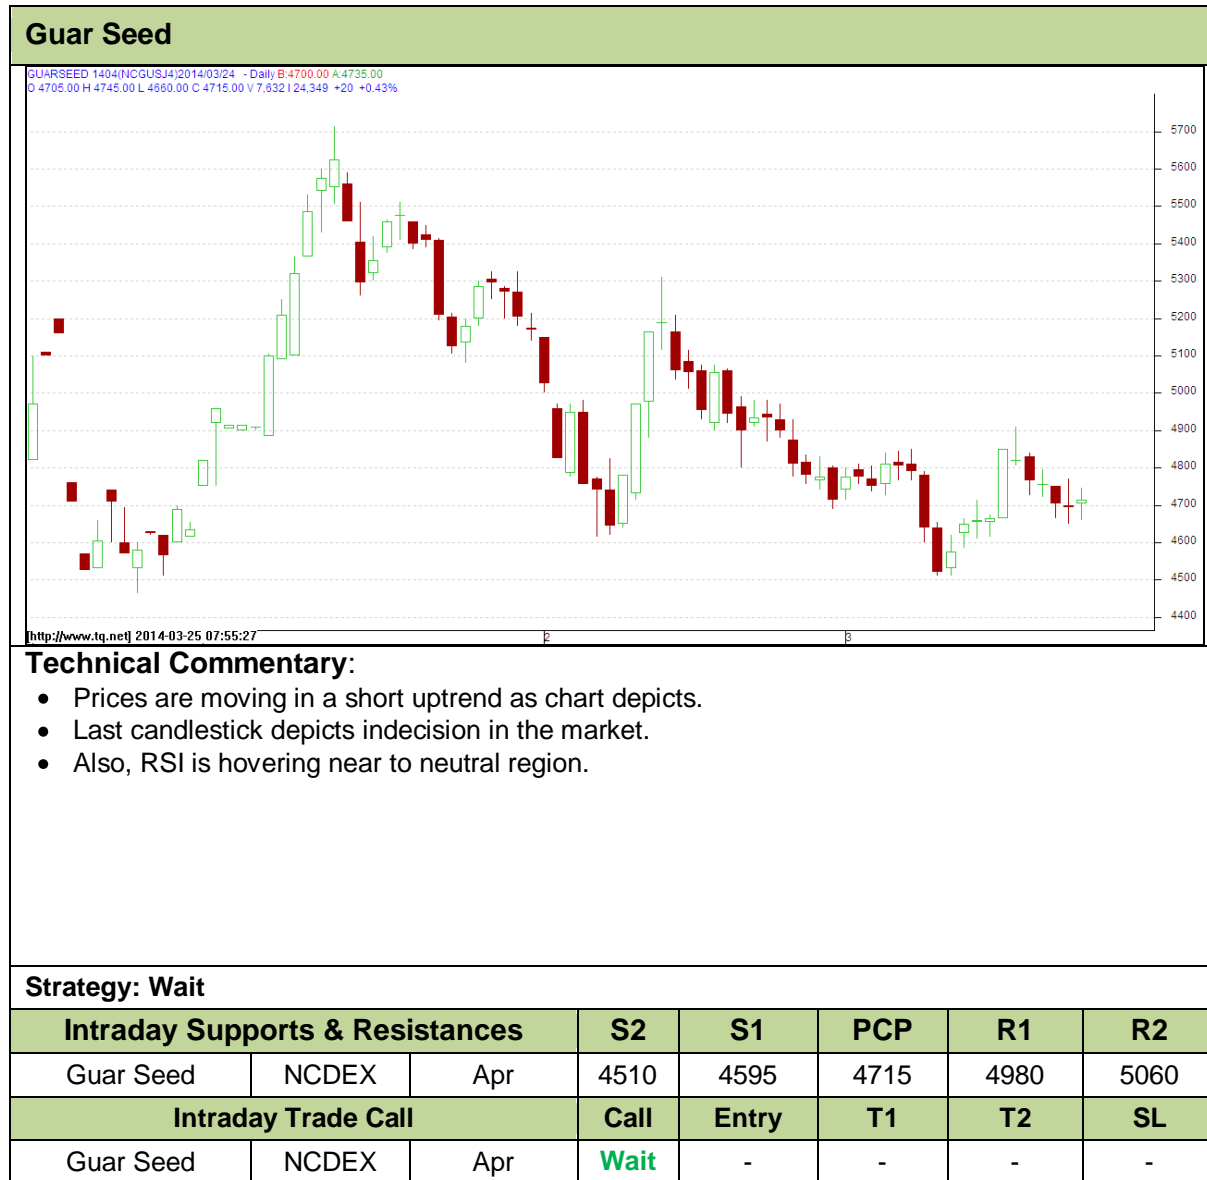 Guar Seed
GUARSEED 1404(NCGUSJ4)2014/03/24 - Daily B:4700.00 A:4735.00
O 4705.00 H 4745.00 L 4660.00 C 4715.00 V 7,632 I 24,349 +20 +0.43%
5700
5600
5500
5400
5300
5200
5100
5000
4900
4800
4700
4600
4500
4400
[http://www.tq.net] 2014-03-25 07:55:27 2 3
Technical Commentary:
• Prices are moving in a short uptrend as chart depicts.
• Last candlestick depicts indecision in the market.
• Also, RSI is hovering near to neutral region.
Strategy: Wait
Intraday Supports & Resistances S2 S1 PCP R1 R2
Guar Seed NCDEX Apr 4510 4595 4715 4980 5060
Intraday Trade Call Call Entry T1 T2 SL
Guar Seed NCDEX Apr Wait - - - -